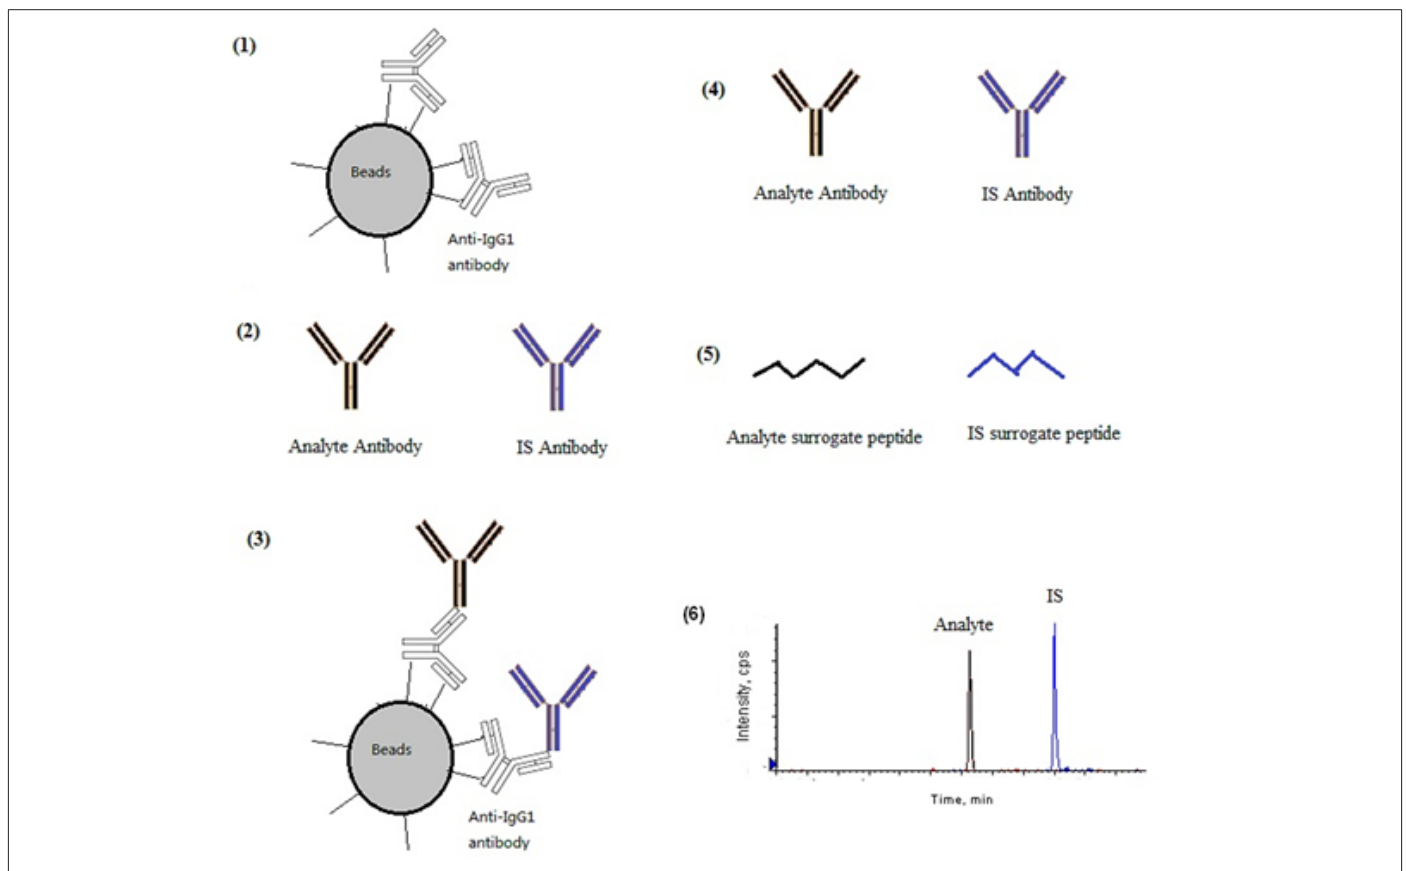 (1)
Beads
Anti-IgG1
antibody
(2)
Analyte Antibody
IS Antibody
(3)
Beads
Anti-IgG1
antibody
(4)
Analyte Antibody
IS Antibody
(5)
Analyte surrogate peptide
IS surrogate peptide
(6)
Analyte
IS
Intensity, cps
Time, min